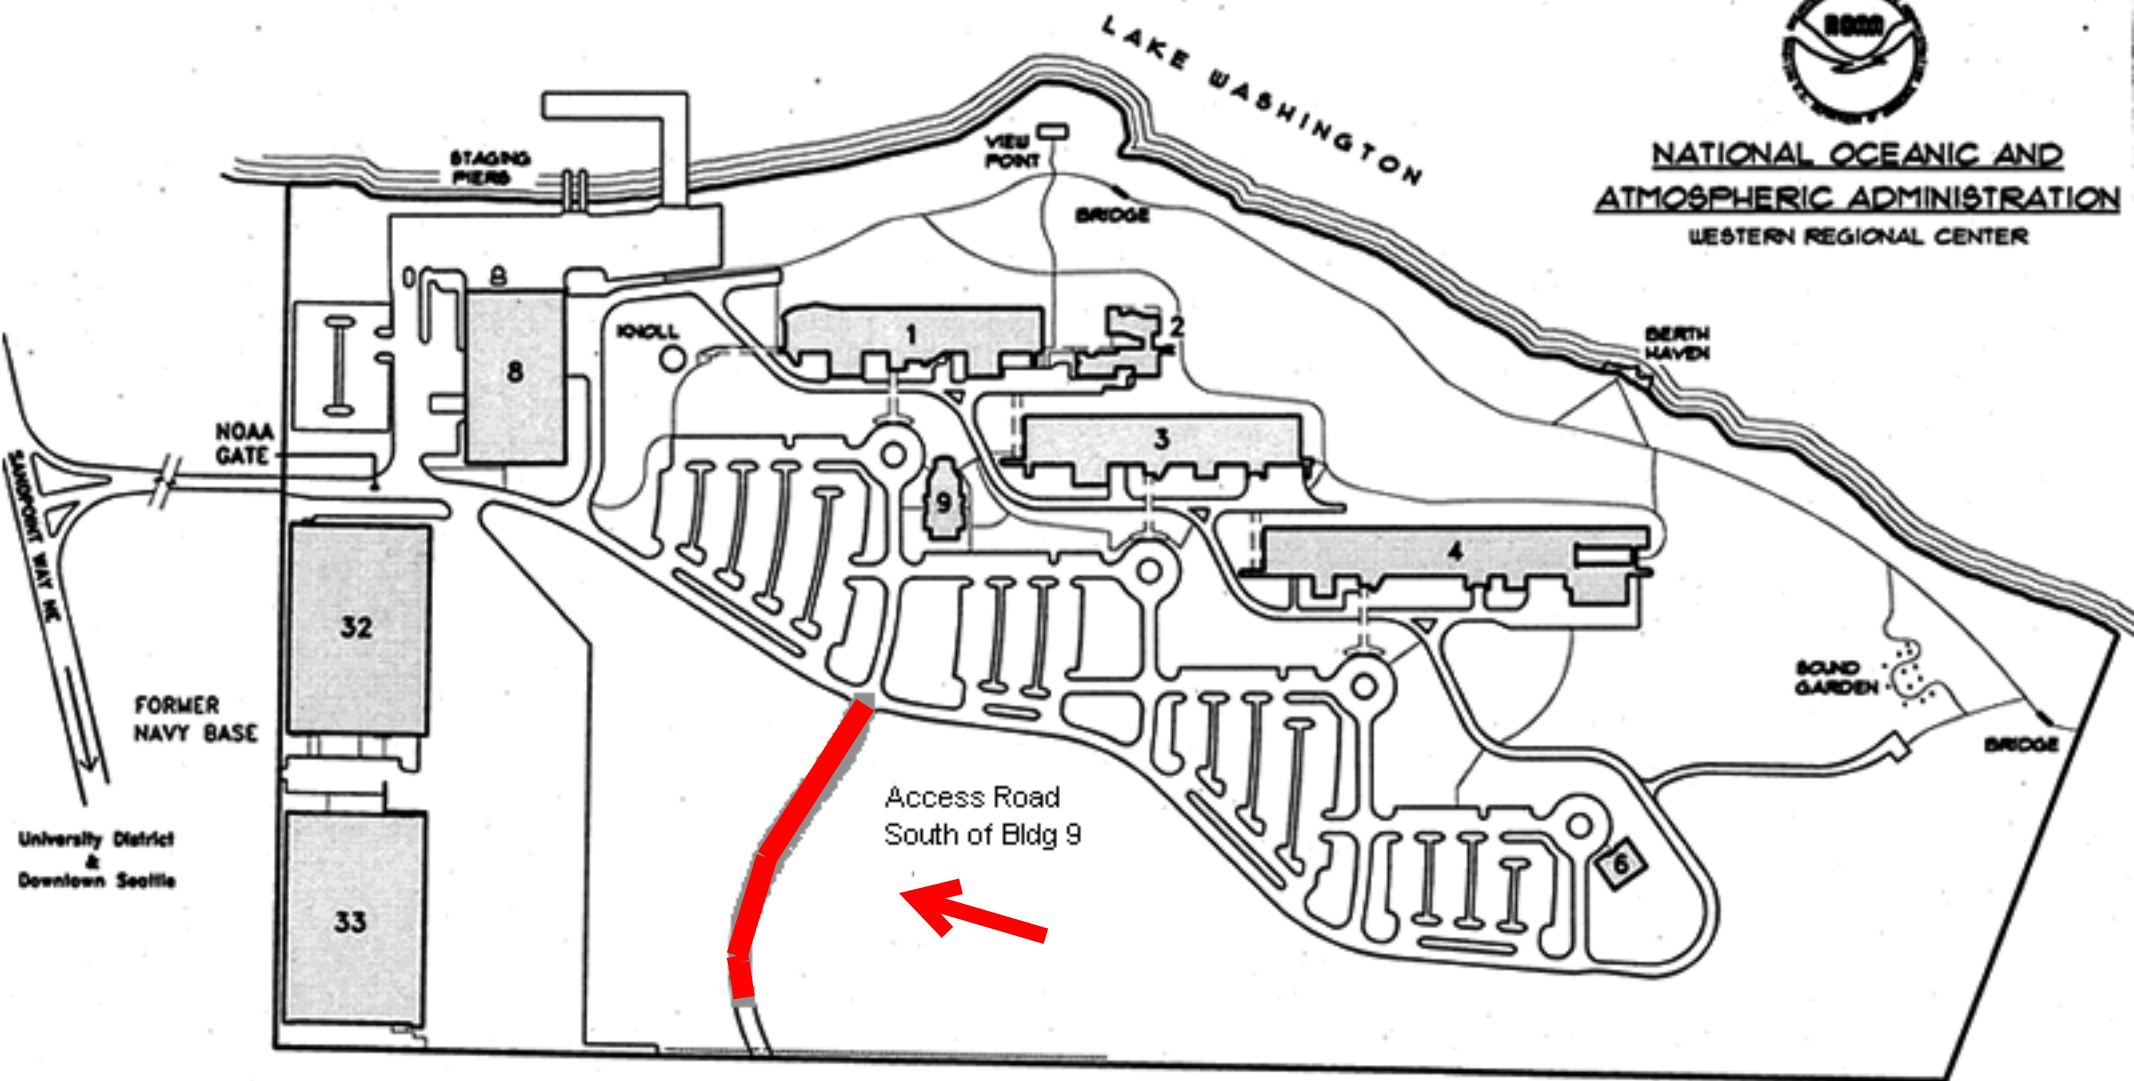 LAKE WASHINGTON
NOAA
NATIONAL OCEANIC AND
ATMOSPHERIC ADMINISTRATION
WESTERN REGIONAL CENTER
STAGING
PIERS
VIEW
POINT
BRIDGE
KNOLL
1
2
8
3
BERTH
HAVEN
NOAA
GATE
9
4
SANDPOINT WAY NE
32
FORMER
NAVY BASE
SOUND
GARDEN
BRIDGE
Access Road
South of Bldg 9
6
University District
&
Downtown Seattle
33